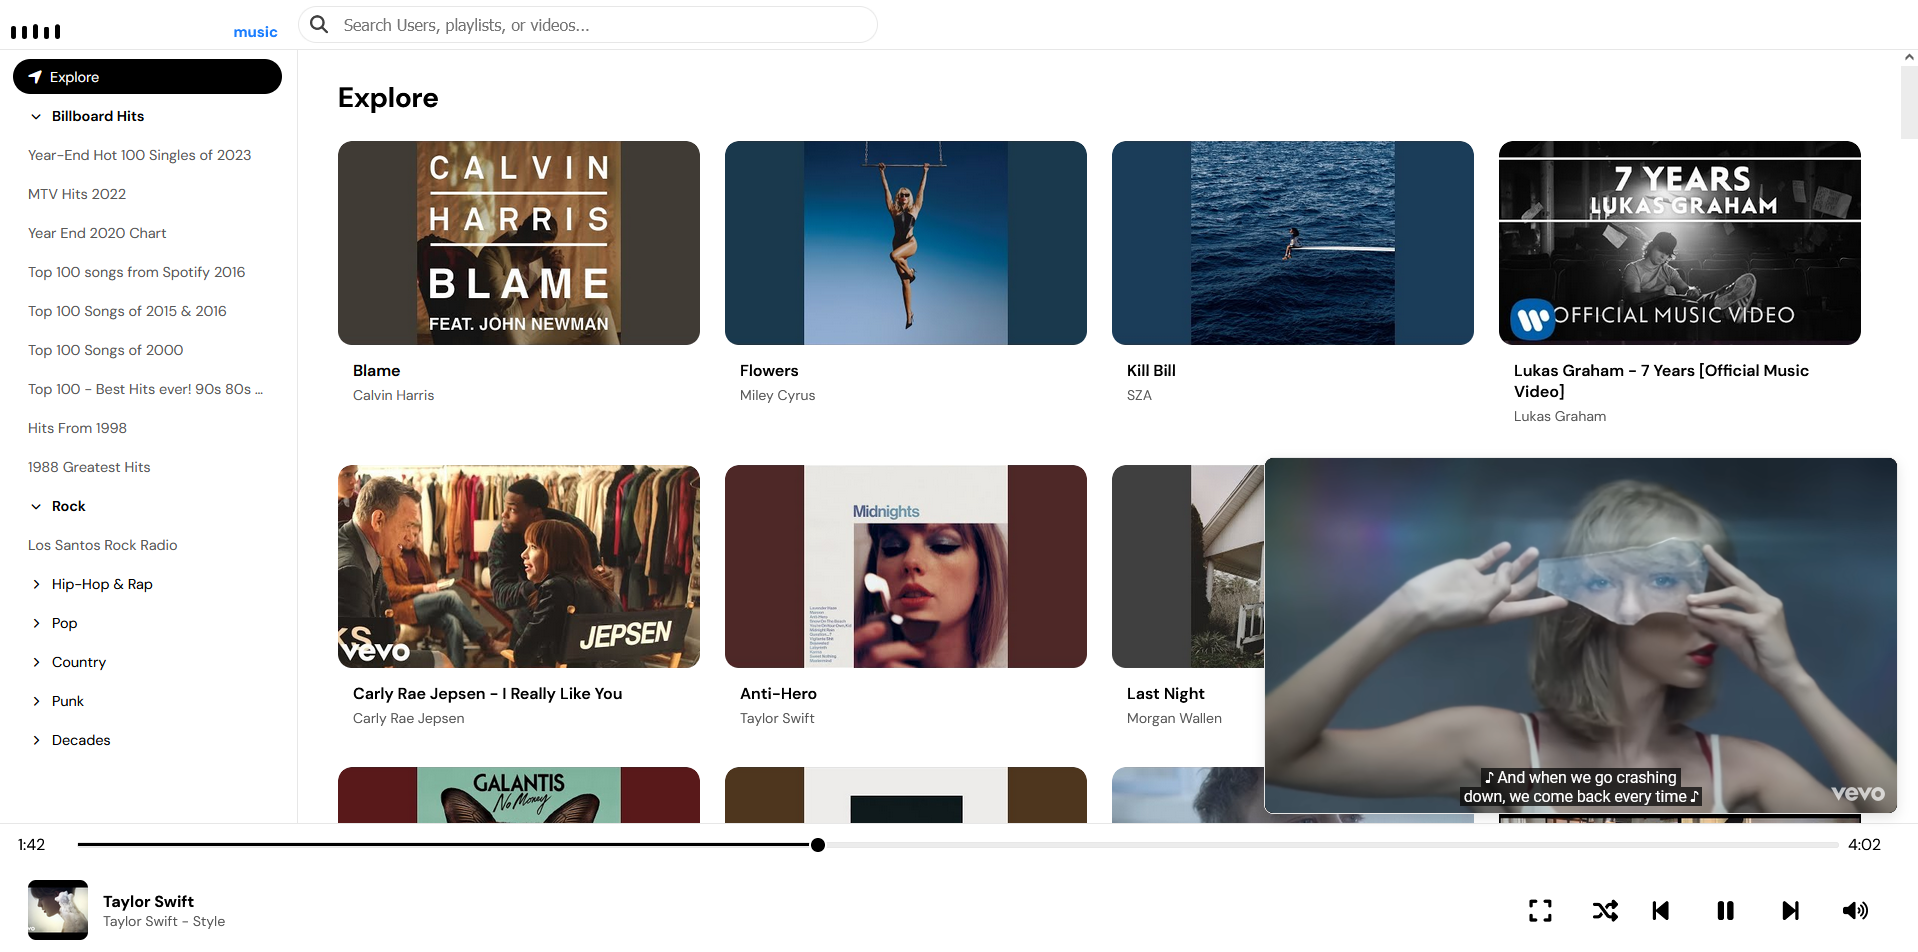 music
Search Users, playlists, or videos...
Explore
Billboard Hits
Year-End Hot 100 Singles of 2023
MTV Hits 2022
Year End 2020 Chart
Top 100 songs from Spotify 2016
Top 100 Songs of 2015 & 2016
Top 100 Songs of 2000
Top 100 - Best Hits ever! 90s 80s ...
Hits From 1998
1988 Greatest Hits
Rock
Los Santos Rock Radio
Hip-Hop & Rap
Pop
Country
Punk
Decades
Explore
CALVIN
HARRIS
BLAME
FEAT. JOHN NEWMAN
Blame
Calvin Harris
Flowers
Miley Cyrus
Kill Bill
SZA
7 YEARS
LUKAS GRAHAM
OFFICIAL MUSIC VIDEO
Lukas Graham - 7 Years [Official Music
Video]
Lukas Graham
JEPSEN
vevo
Carly Rae Jepsen - I Really Like You
Carly Rae Jepsen
Midnights
Anti-Hero
Taylor Swift
Last Night
Morgan Wallen
♪ And when we go crashing
down, we come back every time ♪
vevo
GALANTIS
No Money
1:42
4:02
Taylor Swift
Taylor Swift - Style